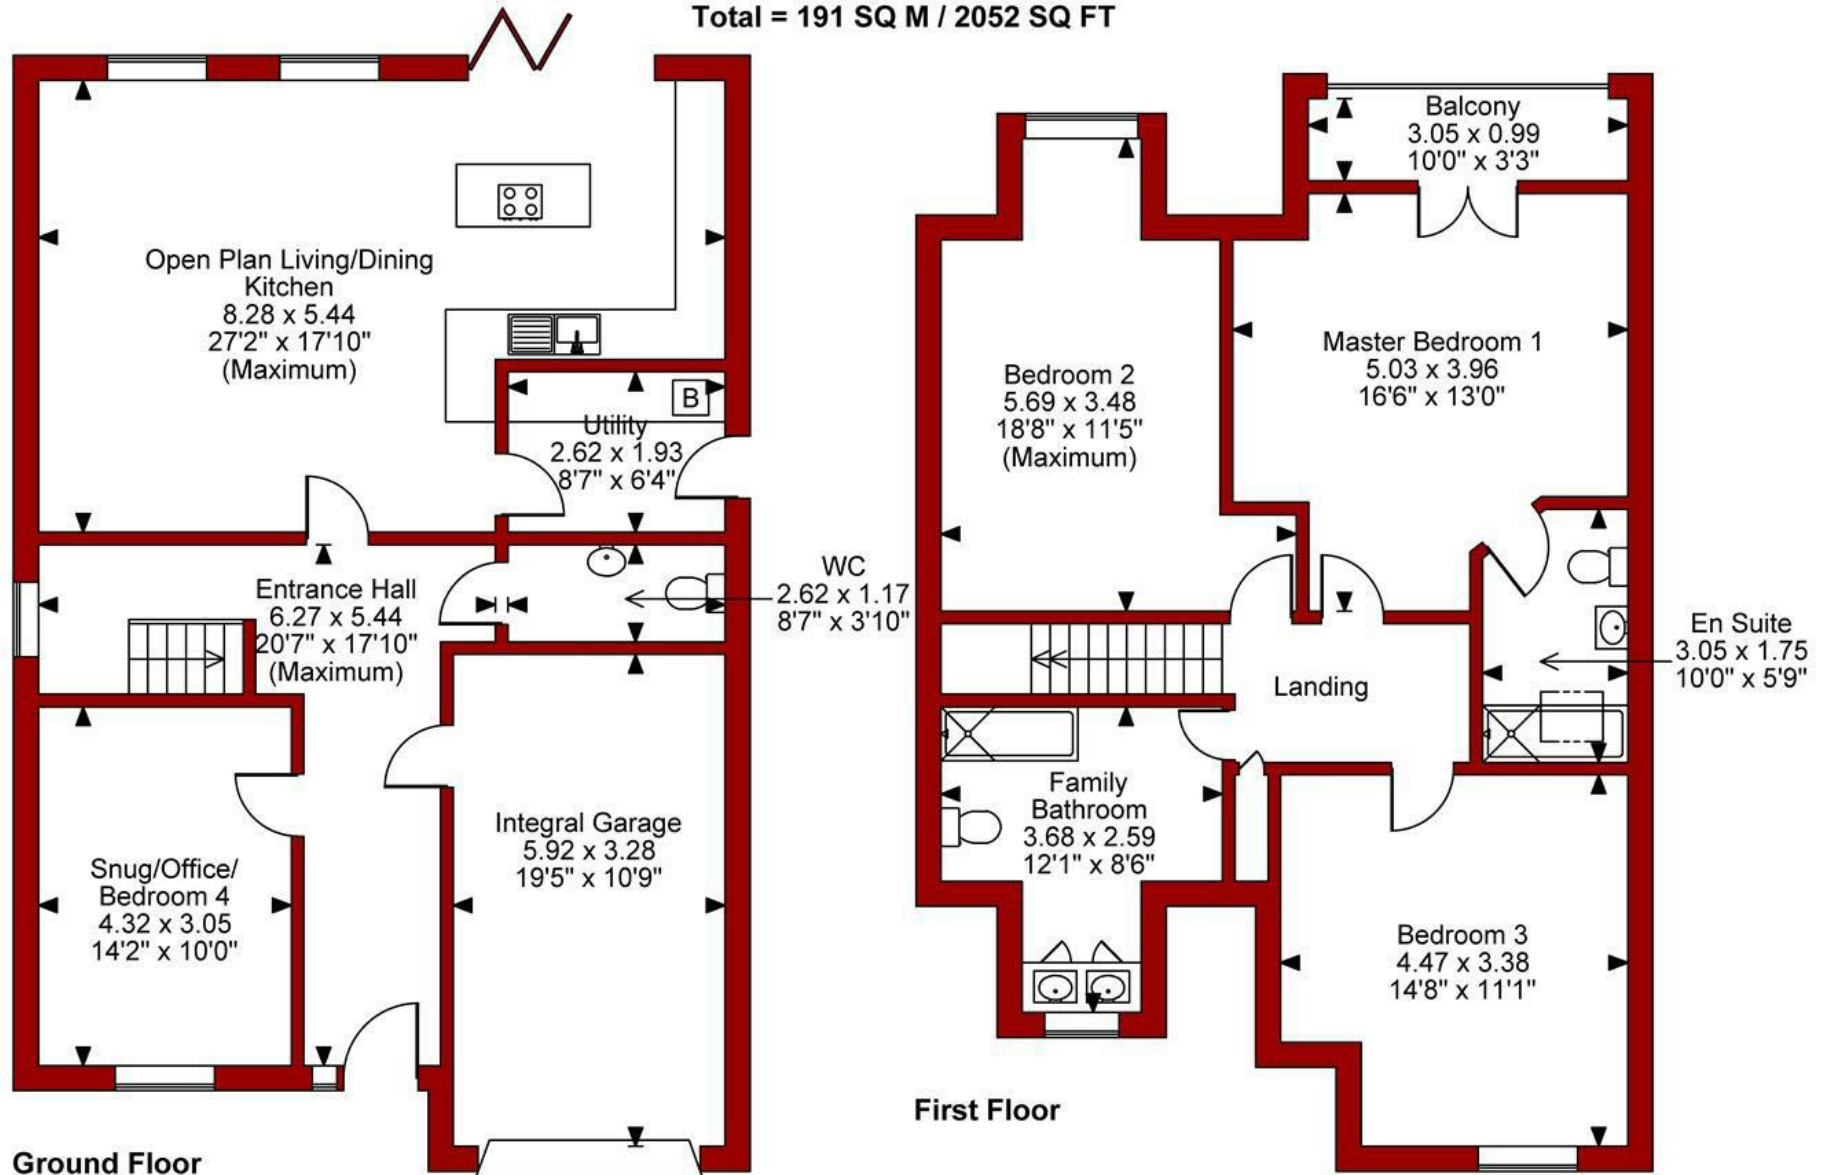 Total = 191 SQ M / 2052 SQ FT
Open Plan Living/Dining
Kitchen
8.28 x 5.44
27'2" x 17'10"
(Maximum)
B
Utility
2.62 x 1.93
8'7" x 6'4"
Entrance Hall
6.27 x 5.44
20'7" x 17'10"
(Maximum)
WC
2.62 x 1.17
8'7" x 3'10"
Snug/Office/
Bedroom 4
4.32 x 3.05
14'2" x 10'0"
Integral Garage
5.92 x 3.28
19'5" x 10'9"
Ground Floor
Balcony
3.05 x 0.99
10'0" x 3'3"
Bedroom 2
5.69 x 3.48
18'8" x 11'5"
(Maximum)
Master Bedroom 1
5.03 x 3.96
16'6" x 13'0"
En Suite
3.05 x 1.75
10'0" x 5'9"
Landing
Family
Bathroom
3.68 x 2.59
12'1" x 8'6"
Bedroom 3
4.47 x 3.38
14'8" x 11'1"
First Floor